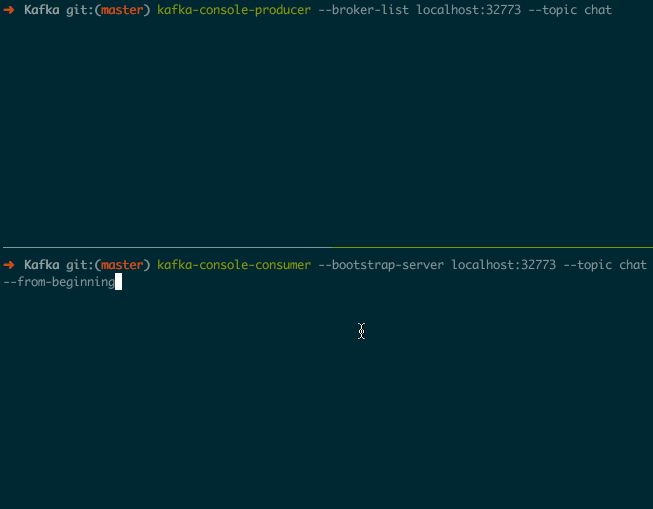 ➜ Kafka git:(master) kafka-console-producer --broker-list localhost:32773 --topic chat
➜ Kafka git:(master) kafka-console-consumer --bootstrap-server localhost:32773 --topic chat
--from-beginning